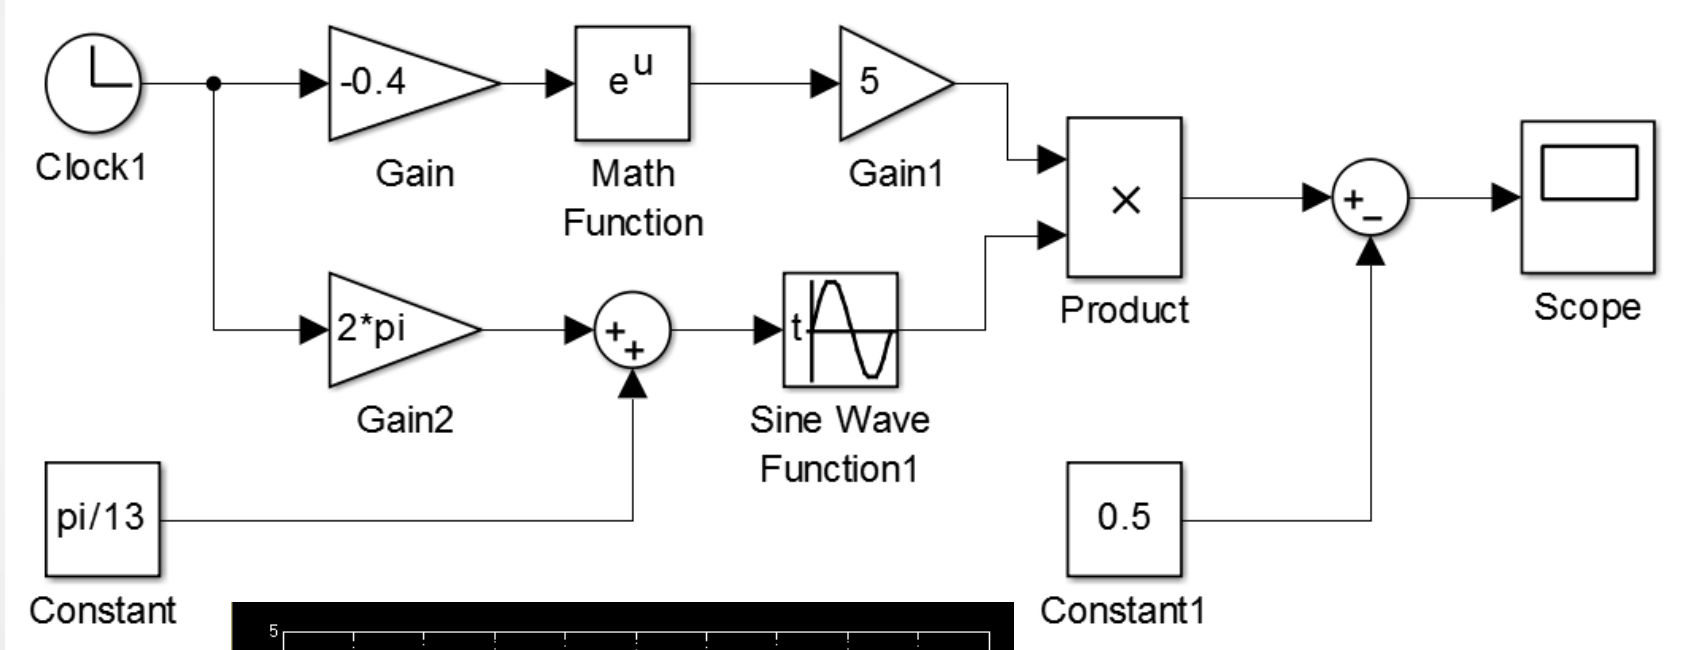 -0.4
e^u
5
Clock1
Gain
Math
Function
Gain1
×
+
−
2*pi
+
+
t
Product
Scope
Gain2
Sine Wave
Function1
pi/13
0.5
Constant
Constant1
5